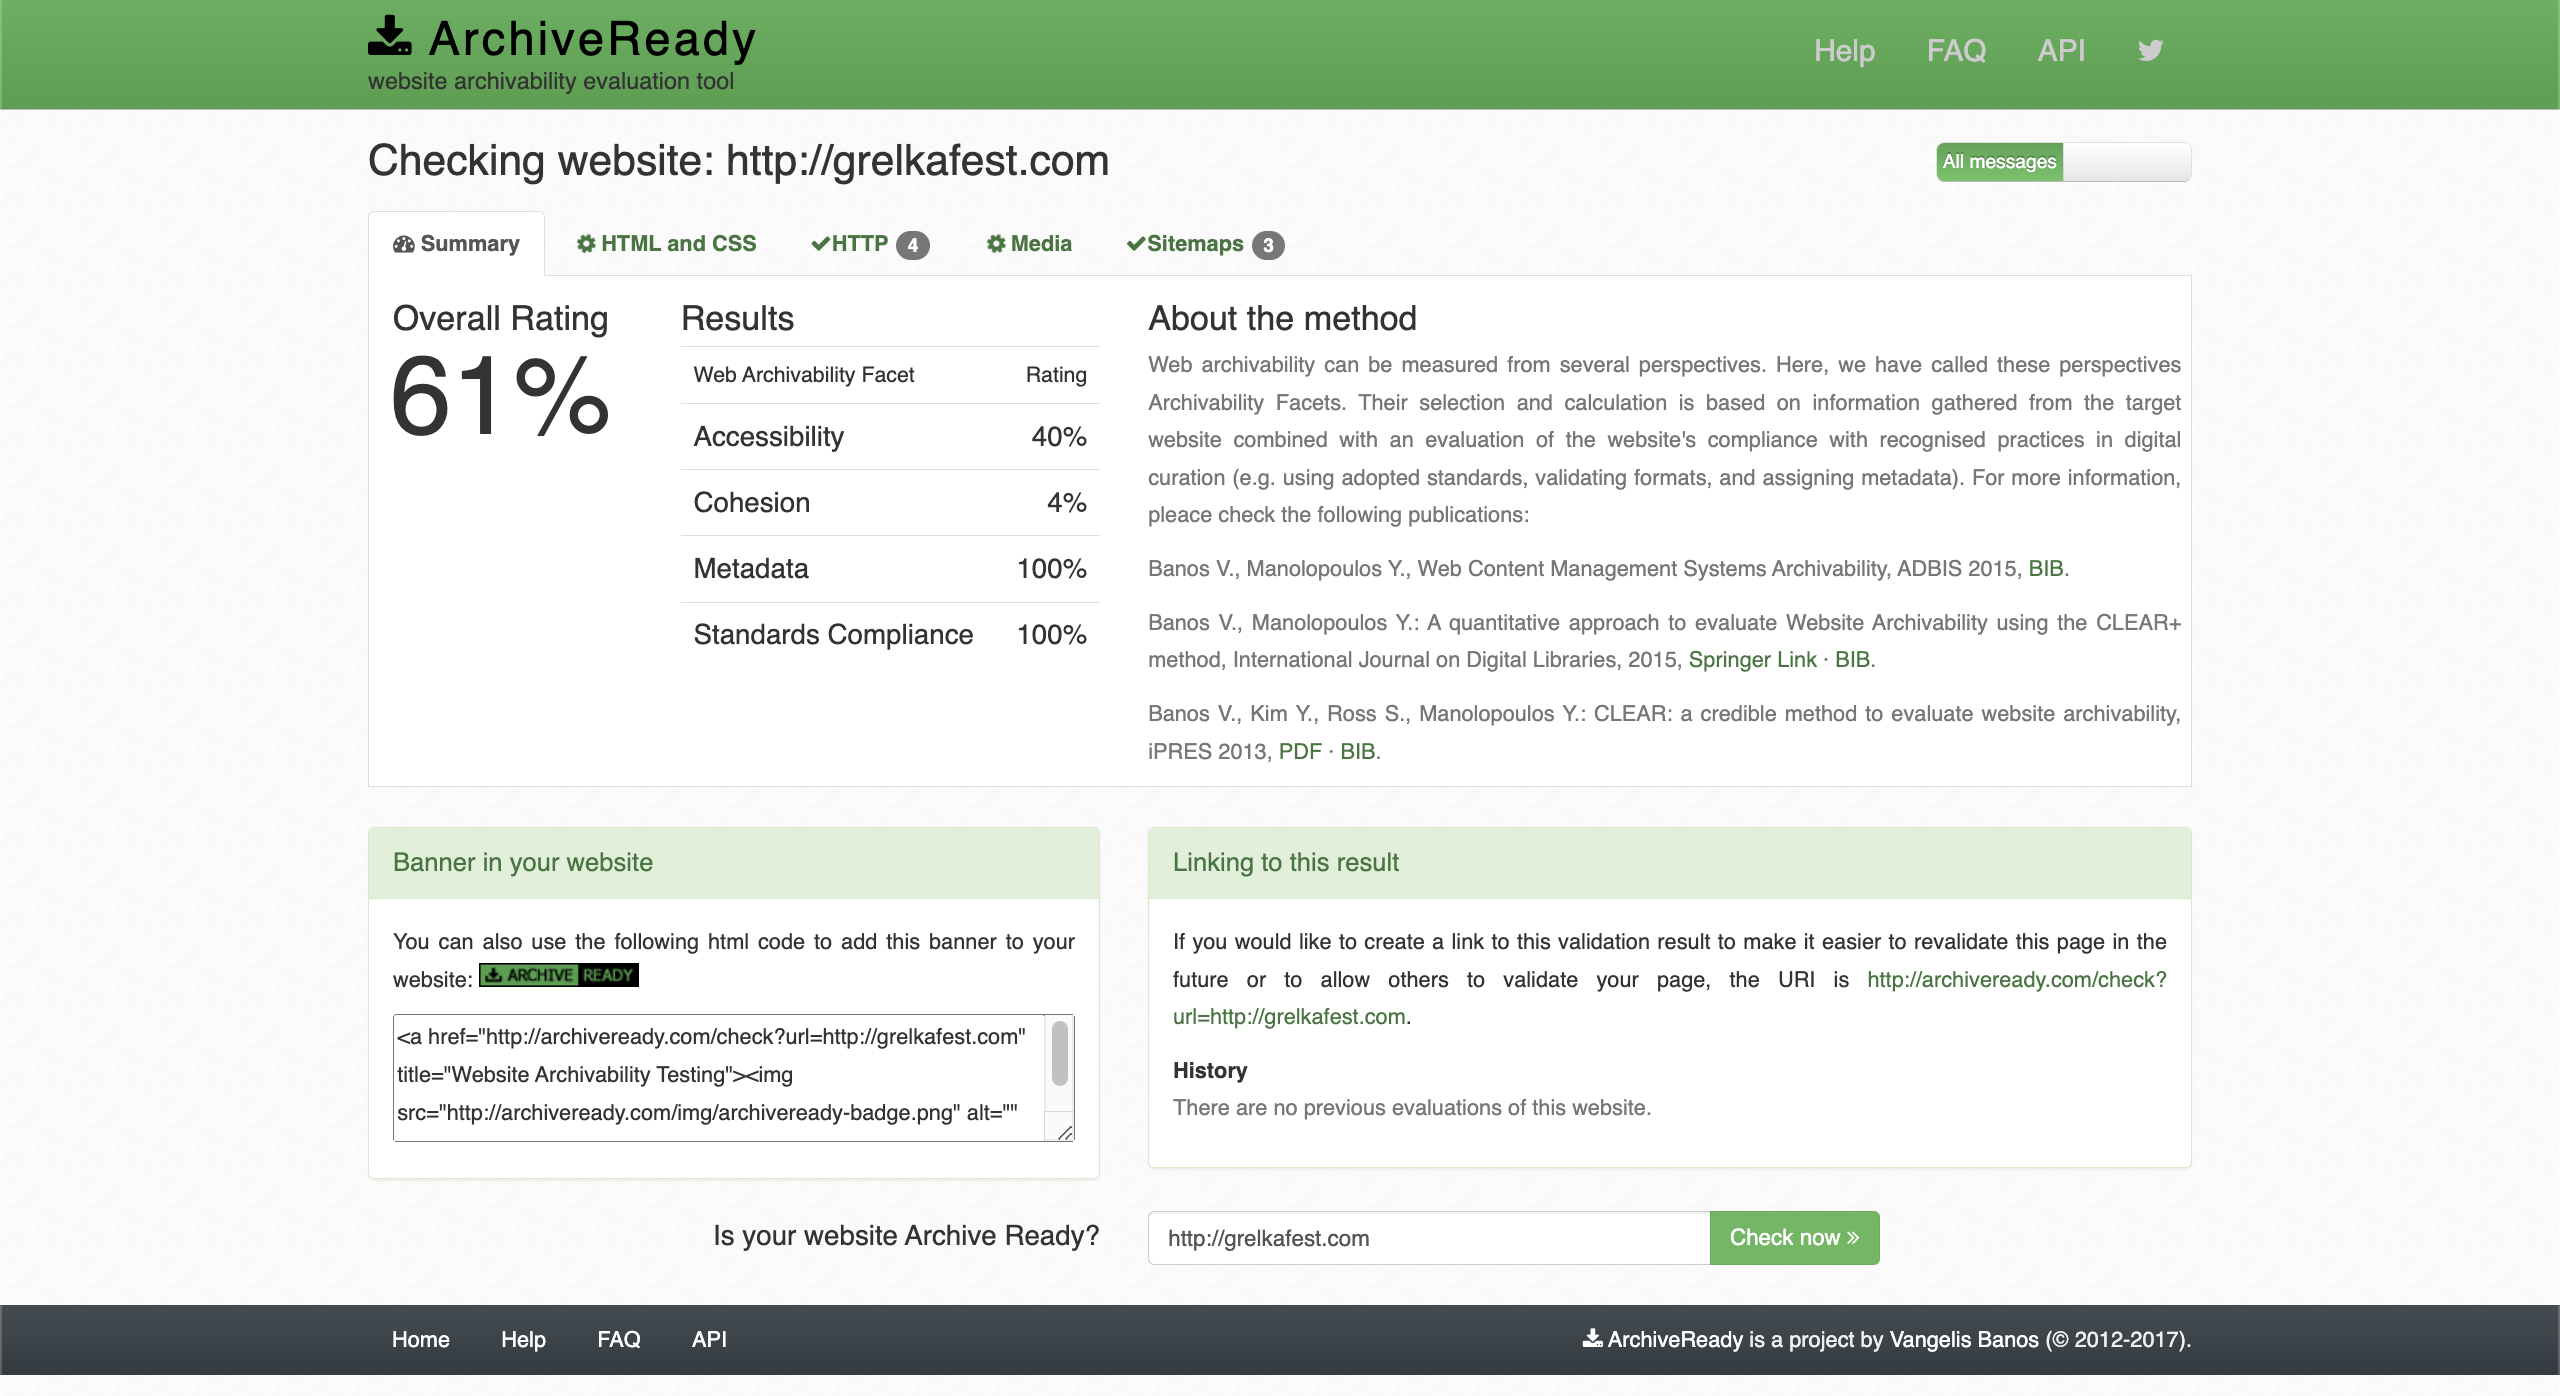 ArchiveReady
website archivability evaluation tool
Help FAQ API
Checking website: http://grelkafest.com
All messages
Summary HTML and CSS HTTP 4 Media Sitemaps 3
Overall Rating
61%
Results
Web Archivability Facet Rating
Accessibility 40%
Cohesion 4%
Metadata 100%
Standards Compliance 100%
About the method
Web archivability can be measured from several perspectives. Here, we have called these perspectives
Archivability Facets. Their selection and calculation is based on information gathered from the target
website combined with an evaluation of the website's compliance with recognised practices in digital
curation (e.g. using adopted standards, validating formats, and assigning metadata). For more information,
pleace check the following publications:
Banos V., Manolopoulos Y., Web Content Management Systems Archivability, ADBIS 2015, BIB.
Banos V., Manolopoulos Y.: A quantitative approach to evaluate Website Archivability using the CLEAR+
method, International Journal on Digital Libraries, 2015, Springer Link · BIB.
Banos V., Kim Y., Ross S., Manolopoulos Y.: CLEAR: a credible method to evaluate website archivability,
iPRES 2013, PDF · BIB.
Banner in your website
You can also use the following html code to add this banner to your
website: ARCHIVE READY
<a href="http://archiveready.com/check?url=http://grelkafest.com"
title="Website Archivability Testing"><img
src="http://archiveready.com/img/archiveready-badge.png" alt=""
Linking to this result
If you would like to create a link to this validation result to make it easier to revalidate this page in the
future or to allow others to validate your page, the URI is http://archiveready.com/check?
url=http://grelkafest.com.
History
There are no previous evaluations of this website.
Is your website Archive Ready? http://grelkafest.com Check now »
Home Help FAQ API ArchiveReady is a project by Vangelis Banos (© 2012-2017).